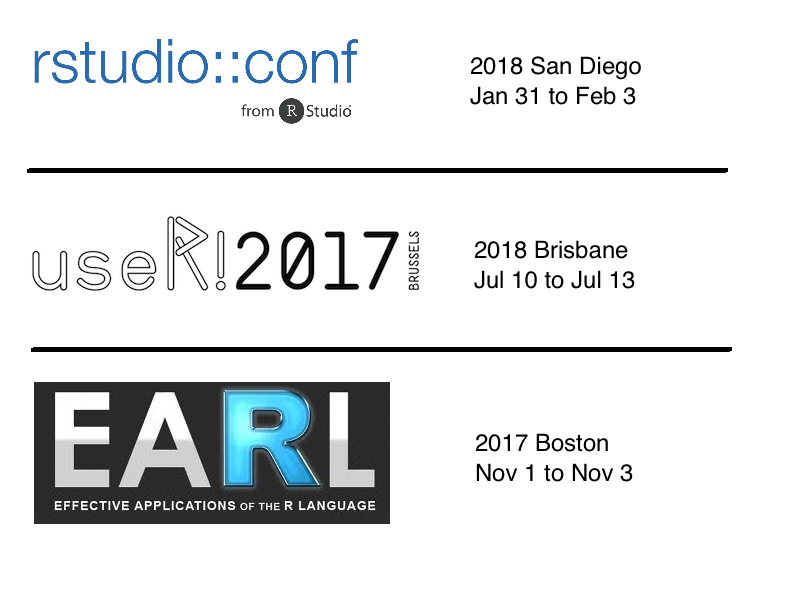 rstudio::conf
from R Studio
2018 San Diego
Jan 31 to Feb 3
useR!2017
BRUSSELS
2018 Brisbane
Jul 10 to Jul 13
EARL
EFFECTIVE APPLICATIONS OF THE R LANGUAGE
2017 Boston
Nov 1 to Nov 3